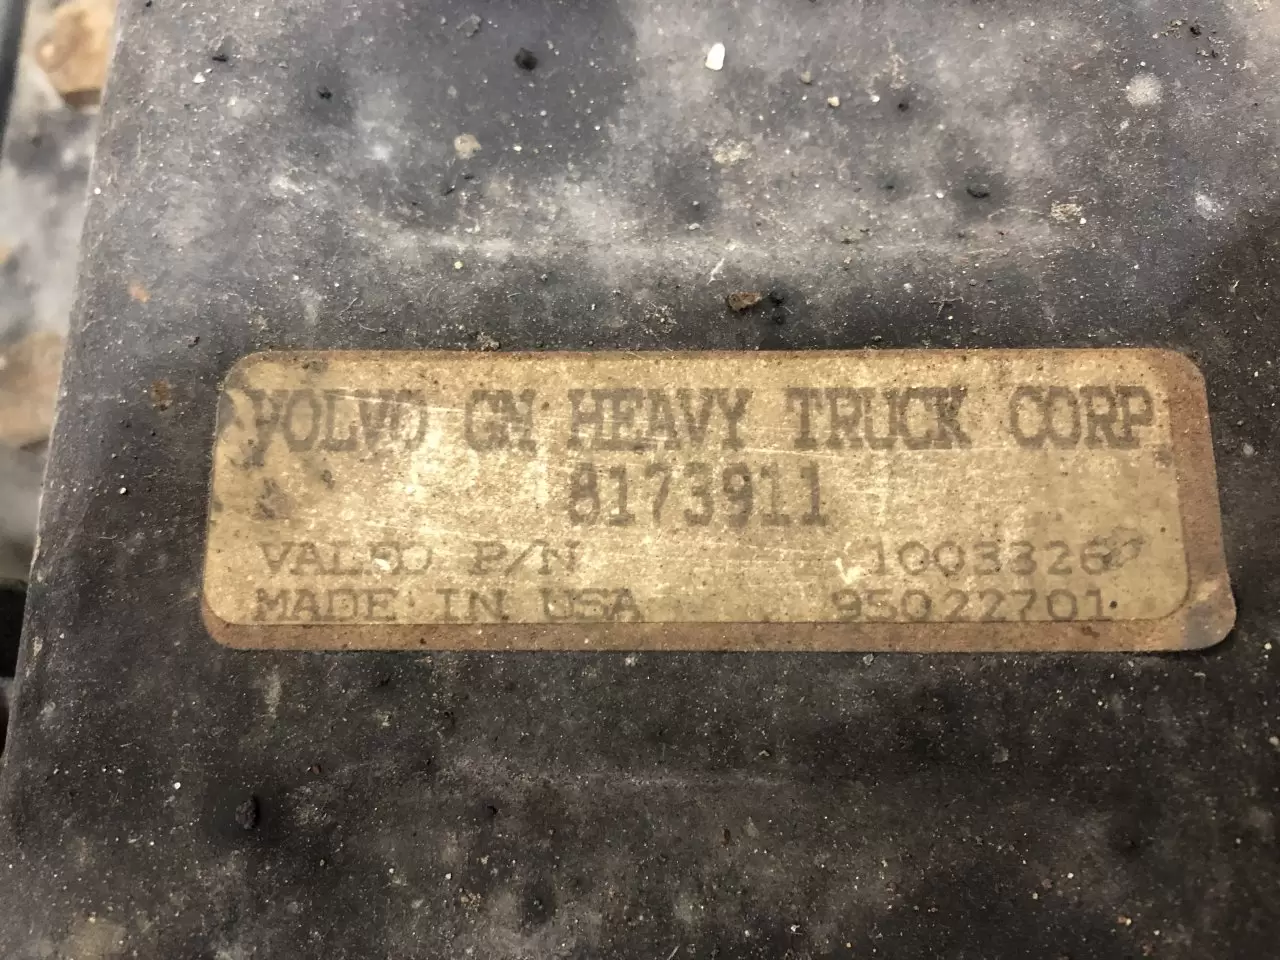 VOLVO GM HEAVY TRUCK CORP
8173911
VALEO P/N 1003326
MADE IN USA 95022701